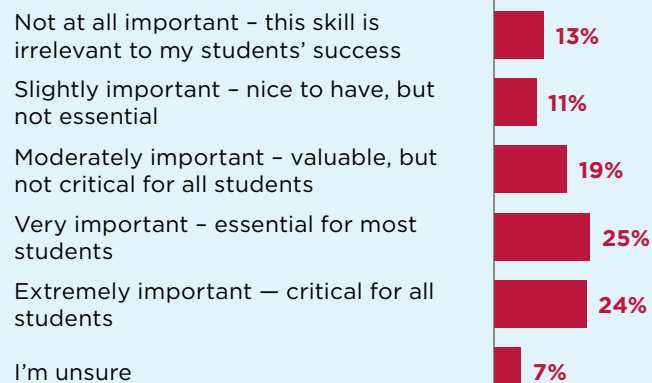 Not at all important – this skill is
irrelevant to my students’ success
13%
Slightly important – nice to have, but
not essential
11%
Moderately important – valuable, but
not critical for all students
19%
Very important – essential for most
students
25%
Extremely important — critical for all
students
24%
I’m unsure
7%